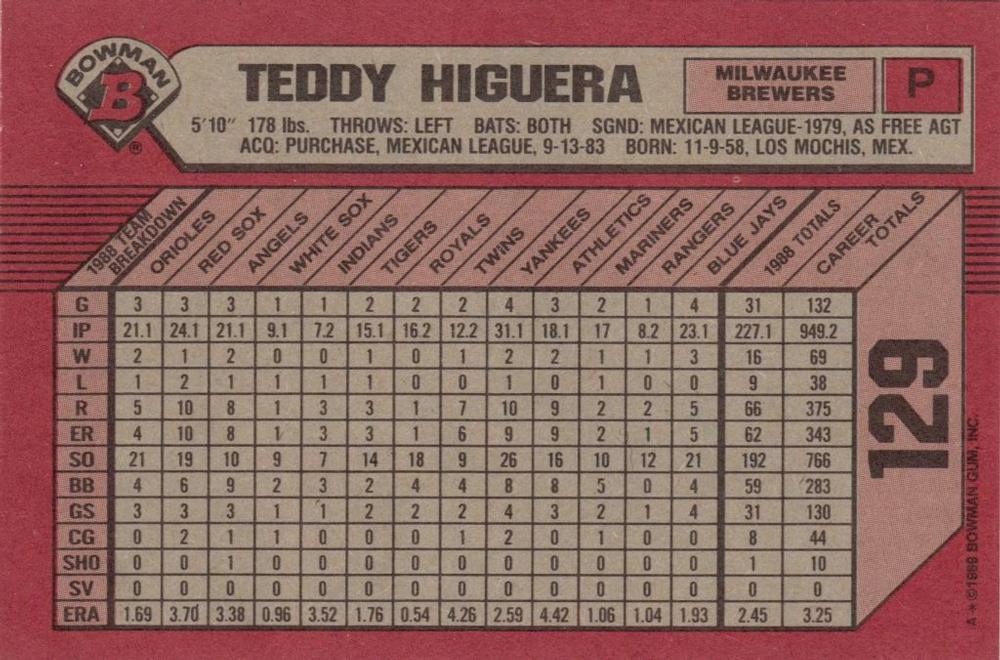 BOWMAN
B
®
TEDDY HIGUERA
MILWAUKEE
BREWERS
P
5'10" 178 lbs. THROWS: LEFT BATS: BOTH SGND: MEXICAN LEAGUE-1979, AS FREE AGT
ACQ: PURCHASE, MEXICAN LEAGUE, 9-13-83 BORN: 11-9-58, LOS MOCHIS, MEX.
1988 TEAM BREAKDOWN ORIOLES RED SOX ANGELS WHITE SOX INDIANS TIGERS ROYALS TWINS YANKEES ATHLETICS MARINERS RANGERS BLUE JAYS 1988 TOTALS CAREER TOTALS
G 3 3 3 1 1 2 2 2 4 3 2 1 4 31 132
IP 21.1 24.1 21.1 9.1 7.2 15.1 16.2 12.2 31.1 18.1 17 8.2 23.1 227.1 949.2
W 2 1 2 0 0 1 0 1 2 2 1 1 3 16 69
L 1 2 1 1 1 1 0 0 1 0 1 0 0 9 38
R 5 10 8 1 3 3 1 7 10 9 2 2 5 66 375
ER 4 10 8 1 3 3 1 6 9 9 2 1 5 62 343
SO 21 19 10 9 7 14 18 9 26 16 10 12 21 192 766
BB 4 6 9 2 3 2 4 4 8 8 5 0 4 59 283
GS 3 3 3 1 1 2 2 2 4 3 2 1 4 31 130
CG 0 2 1 1 0 0 0 1 2 0 1 0 0 8 44
SHO 0 0 1 0 0 0 0 0 0 0 0 0 0 1 10
SV 0 0 0 0 0 0 0 0 0 0 0 0 0 0 0
ERA 1.69 3.70 3.38 0.96 3.52 1.76 0.54 4.26 2.59 4.42 1.06 1.04 1.93 2.45 3.25
129
A * ©1989 BOWMAN GUM, INC.